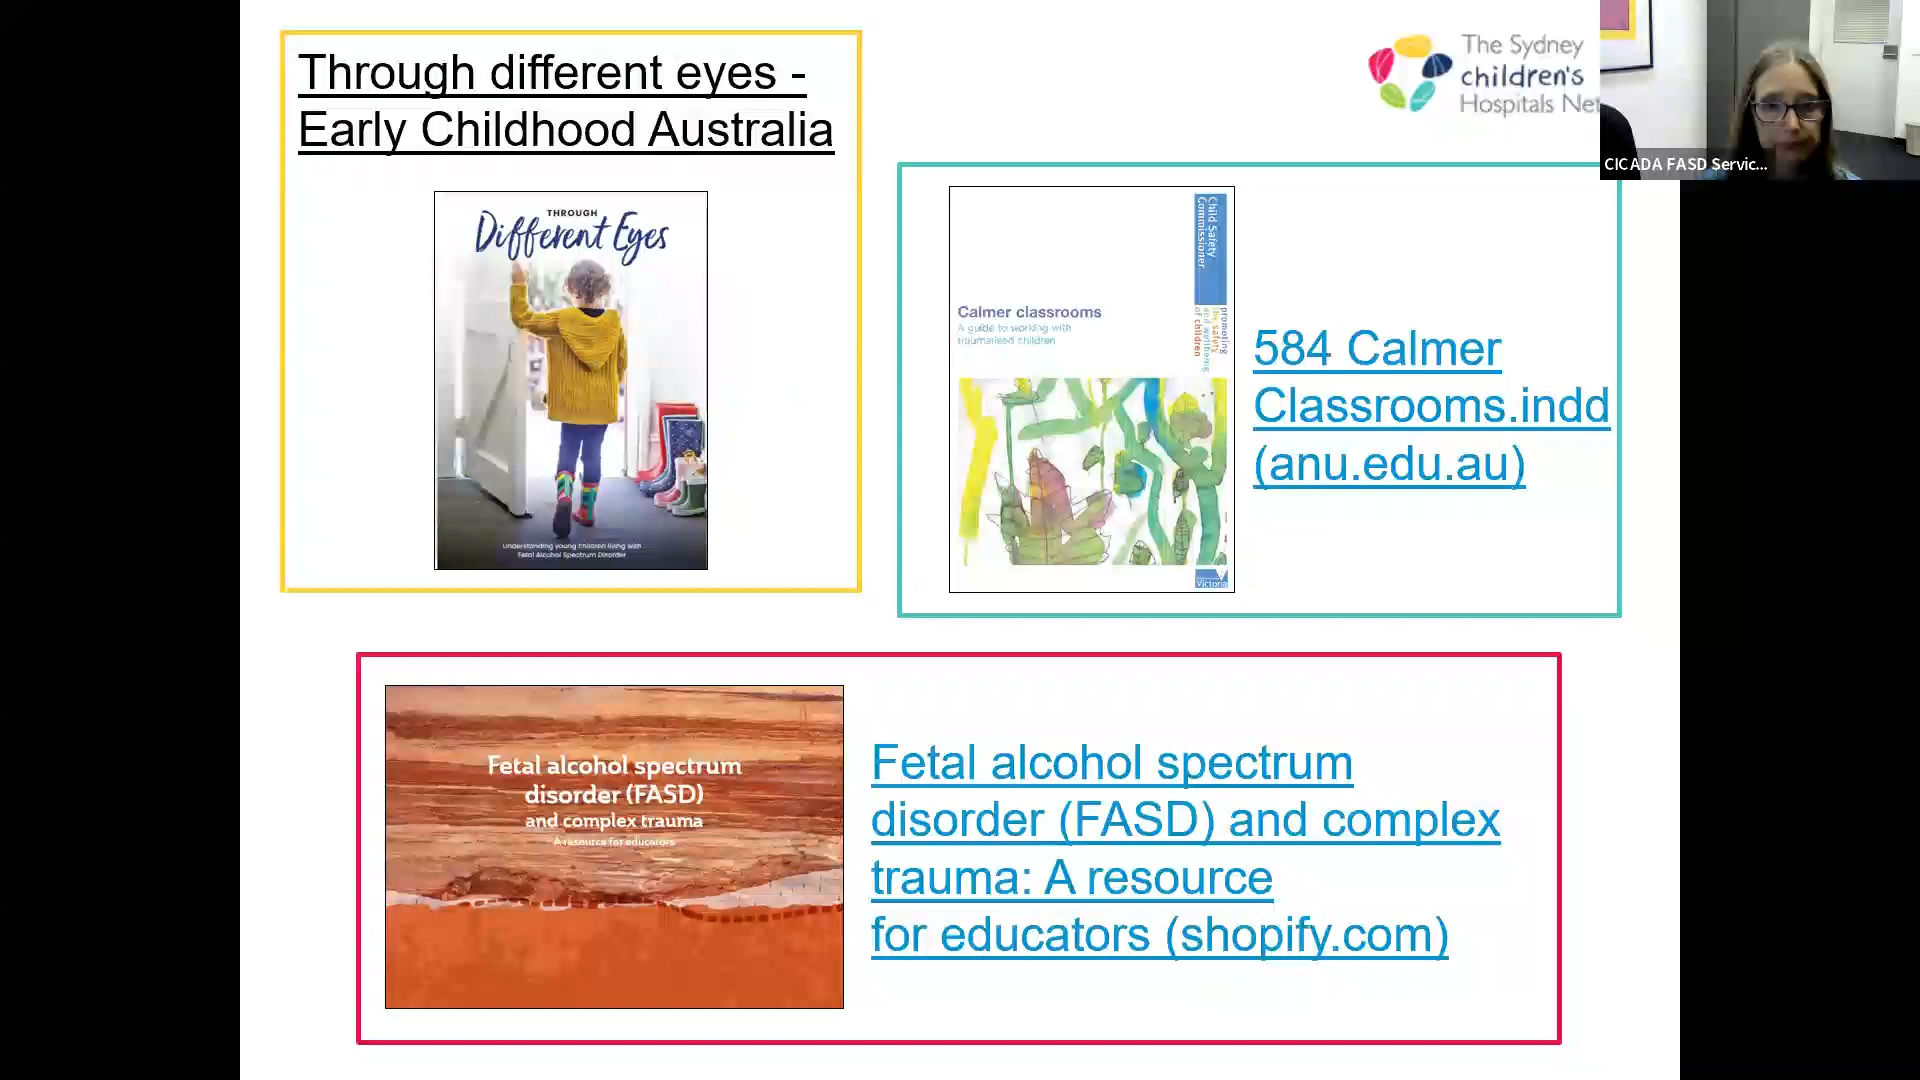 Through different eyes -
Early Childhood Australia
THROUGH
Different Eyes
Understanding young children living with
Fetal Alcohol Spectrum Disorder
The Sydney
children's
Hospitals Net
CICADA FASD Servic...
Child Safety
Commissioner
promoting
the safety
and wellbeing
of children
Calmer classrooms
A guide to working with
traumatised children
Victoria
584 Calmer
Classrooms.indd
(anu.edu.au)
Fetal alcohol spectrum
disorder (FASD)
and complex trauma
A resource for educators
Fetal alcohol spectrum
disorder (FASD) and complex
trauma: A resource
for educators (shopify.com)